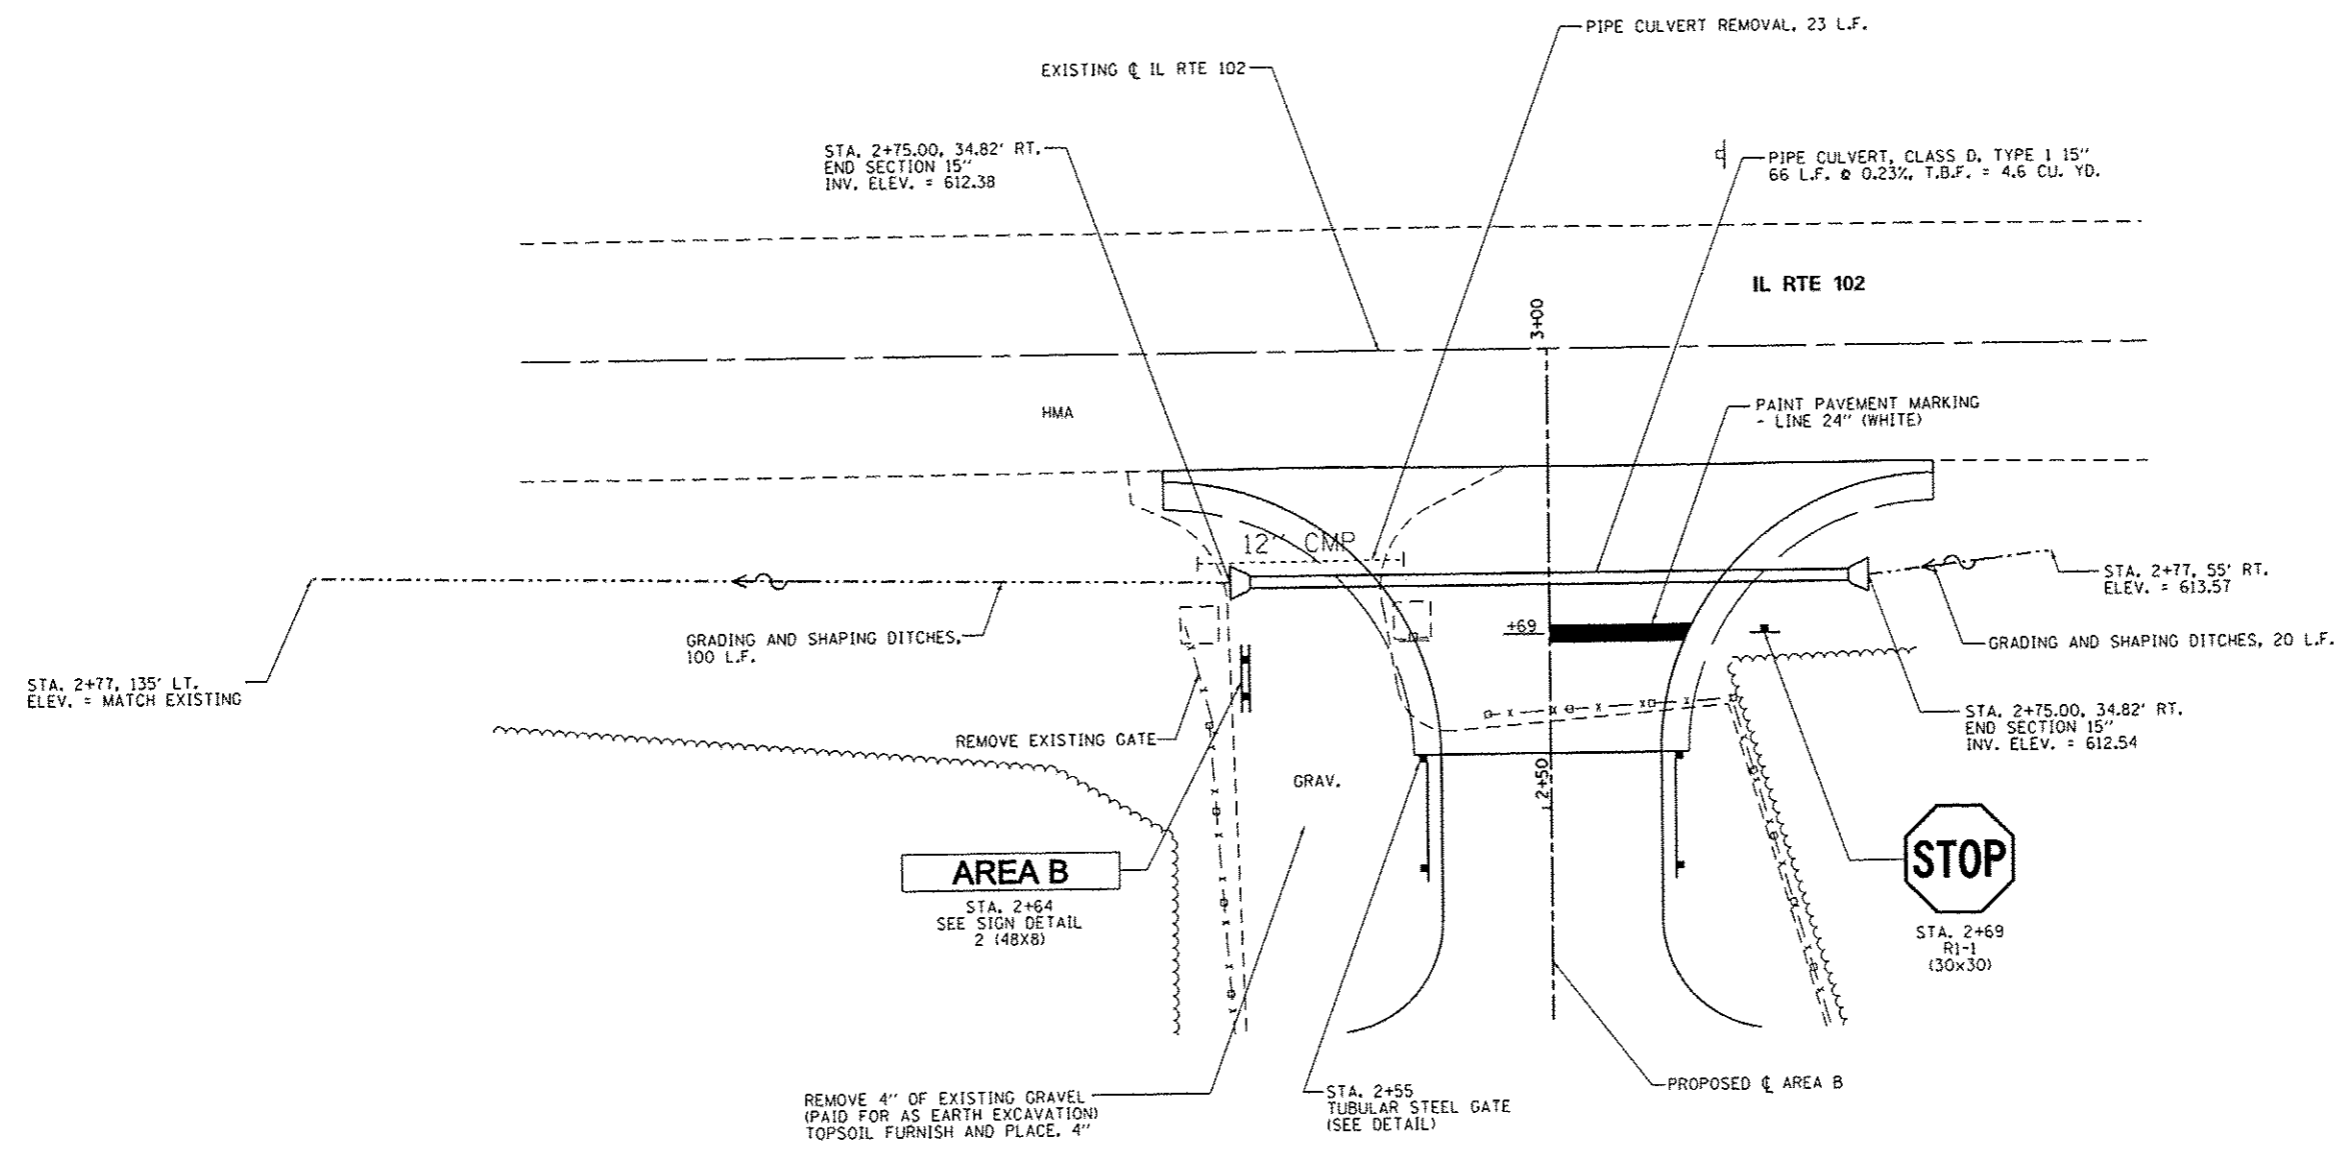 PIPE CULVERT REMOVAL, 23 L.F.
EXISTING ℄ IL RTE 102
STA. 2+75.00, 34.82' RT.
END SECTION 15"
INV. ELEV. = 612.38
PIPE CULVERT, CLASS D, TYPE 1 15"
66 L.F. @ 0.23%, T.B.F. = 4.6 CU. YD.
IL RTE 102
3+00
HMA
PAINT PAVEMENT MARKING
- LINE 24" (WHITE)
12" CMP
STA. 2+77, 55' RT.
ELEV. = 613.57
+69
GRADING AND SHAPING DITCHES,
100 L.F.
GRADING AND SHAPING DITCHES, 20 L.F.
STA. 2+77, 135' LT.
ELEV. = MATCH EXISTING
STA. 2+75.00, 34.82' RT.
END SECTION 15"
INV. ELEV. = 612.54
REMOVE EXISTING GATE
GRAV.
2+50
AREA B
STA. 2+64
SEE SIGN DETAIL
2 (48X8)
STOP
STA. 2+69
R1-1
(30x30)
PROPOSED ℄ AREA B
STA. 2+55
TUBULAR STEEL GATE
(SEE DETAIL)
REMOVE 4" OF EXISTING GRAVEL
(PAID FOR AS EARTH EXCAVATION)
TOPSOIL FURNISH AND PLACE, 4"